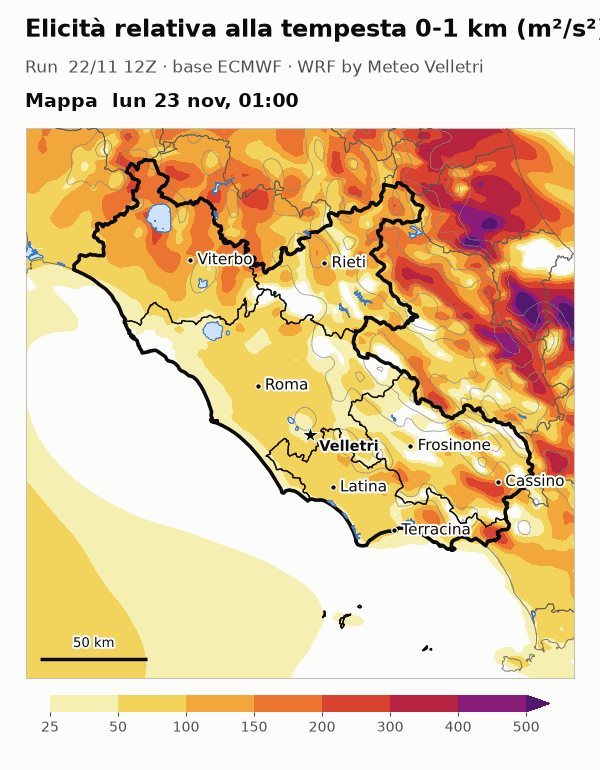 Elicità relativa alla tempesta 0-1 km (m²/s²)
Run 22/11 12Z · base ECMWF · WRF by Meteo Velletri
Mappa lun 23 nov, 01:00
Viterbo
Rieti
Roma
Velletri
Frosinone
Cassino
Latina
Terracina
50 km
25 50 100 150 200 300 400 500